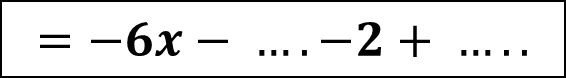 = −6x − ... . −2 + ... . .